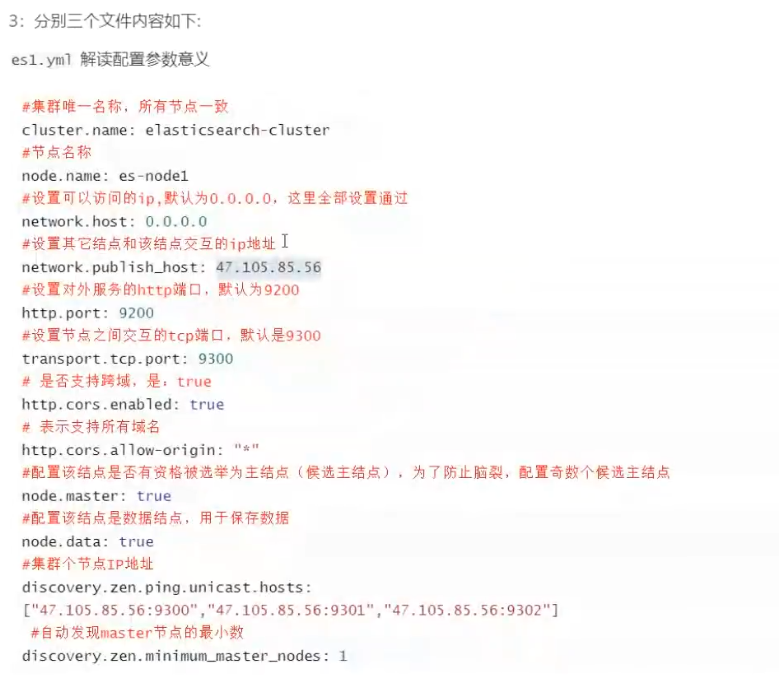 3：分别三个文件内容如下:
es1.yml 解读配置参数意义
#集群唯一名称，所有节点一致
cluster.name: elasticsearch-cluster
#节点名称
node.name: es-node1
#设置可以访问的ip,默认为0.0.0.0，这里全部设置通过
network.host: 0.0.0.0
#设置其它结点和该结点交互的ip地址
network.publish_host: 47.105.85.56
#设置对外服务的http端口，默认为9200
http.port: 9200
#设置节点之间交互的tcp端口，默认是9300
transport.tcp.port: 9300
# 是否支持跨域，是：true
http.cors.enabled: true
# 表示支持所有域名
http.cors.allow-origin: "*"
#配置该结点是否有资格被选举为主结点（候选主结点），为了防止脑裂，配置奇数个候选主结点
node.master: true
#配置该结点是数据结点，用于保存数据
node.data: true
#集群个节点IP地址
discovery.zen.ping.unicast.hosts:
["47.105.85.56:9300","47.105.85.56:9301","47.105.85.56:9302"]
#自动发现master节点的最小数
discovery.zen.minimum_master_nodes: 1